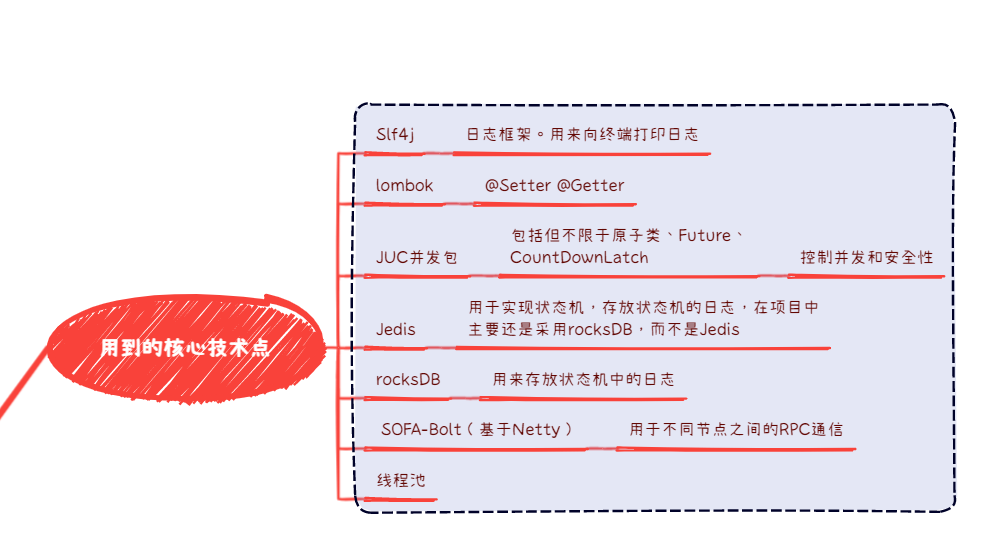 用到的核心技术点
Slf4j
日志框架。用来向终端打印日志
lombok
@Setter @Getter
JUC并发包
包括但不限于原子类、Future、
CountDownLatch
控制并发和安全性
Jedis
用于实现状态机，存放状态机的日志，在项目中
主要还是采用rocksDB，而不是Jedis
rocksDB
用来存放状态机中的日志
SOFA-Bolt（基于Netty）
用于不同节点之间的RPC通信
线程池